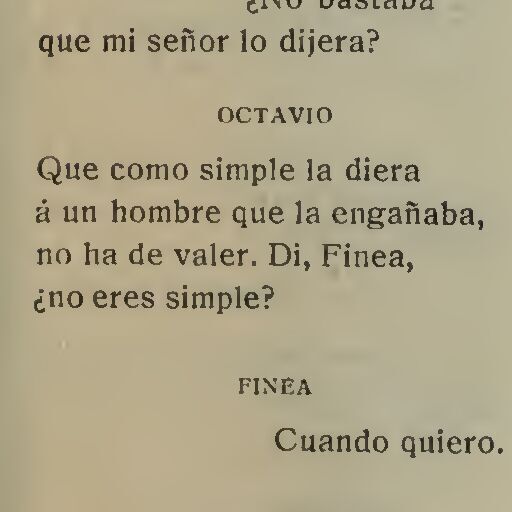 ¿No bastaba
que mi señor lo dijera?
OCTAVIO
Que como simple la diera
á un hombre que la engañaba,
no ha de valer. Di, Finea,
¿no eres simple?
FINEA
Cuando quiero.